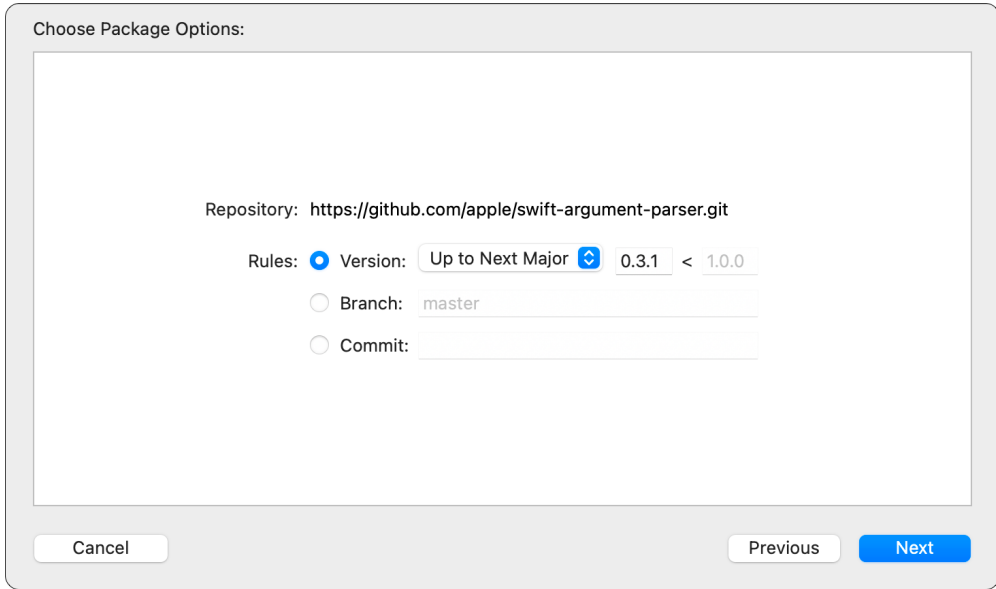 Choose Package Options:
Repository: https://github.com/apple/swift-argument-parser.git
Rules: Version: Up to Next Major 0.3.1 < 1.0.0
Branch: master
Commit:
Cancel Previous Next